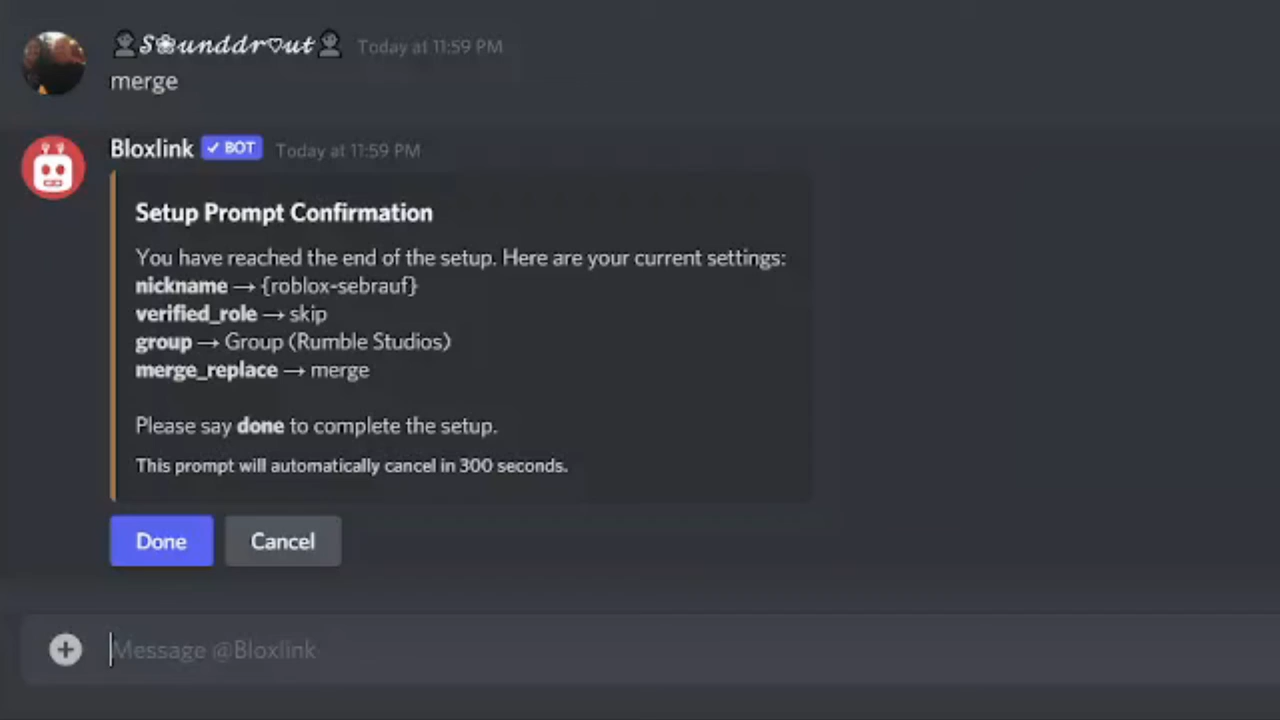 👤𝓢❀𝓾𝓷𝓭𝓭𝓻♡𝓾𝓽👤 Today at 11:59 PM
merge
Bloxlink ✓ BOT Today at 11:59 PM
Setup Prompt Confirmation
You have reached the end of the setup. Here are your current settings:
nickname → {roblox-sebrauf}
verified_role → skip
group → Group (Rumble Studios)
merge_replace → merge
Please say done to complete the setup.
This prompt will automatically cancel in 300 seconds.
Done Cancel
Message @Bloxlink